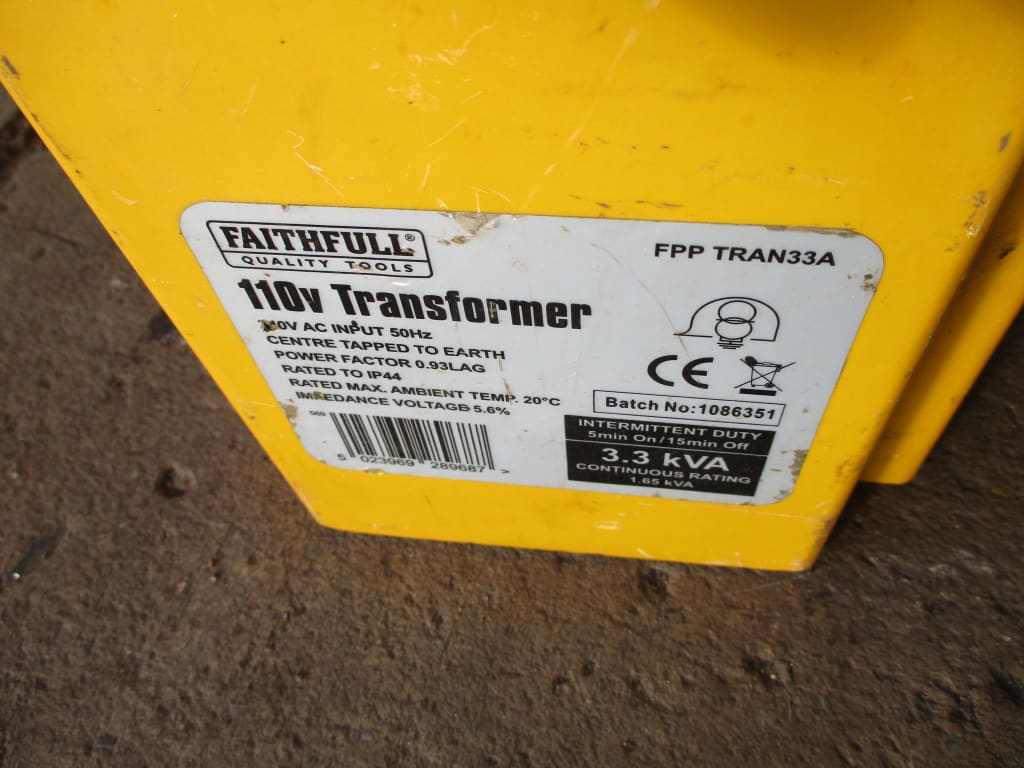 FAITHFULL®
QUALITY TOOLS
FPP TRAN33A
110v Transformer
AC INPUT 50Hz
CENTRE TAPPED TO EARTH
POWER FACTOR 0.93LAG
RATED TO IP44
RATED MAX. AMBIENT TEMP. 20°C
IMPEDANCE VOLTAGE 5.6%
CE
Batch No:1086351
INTERMITTENT DUTY
5min On/15min Off
3.3 kVA
CONTINUOUS RATING
1.65 kVA
569
5 023969 289687 >